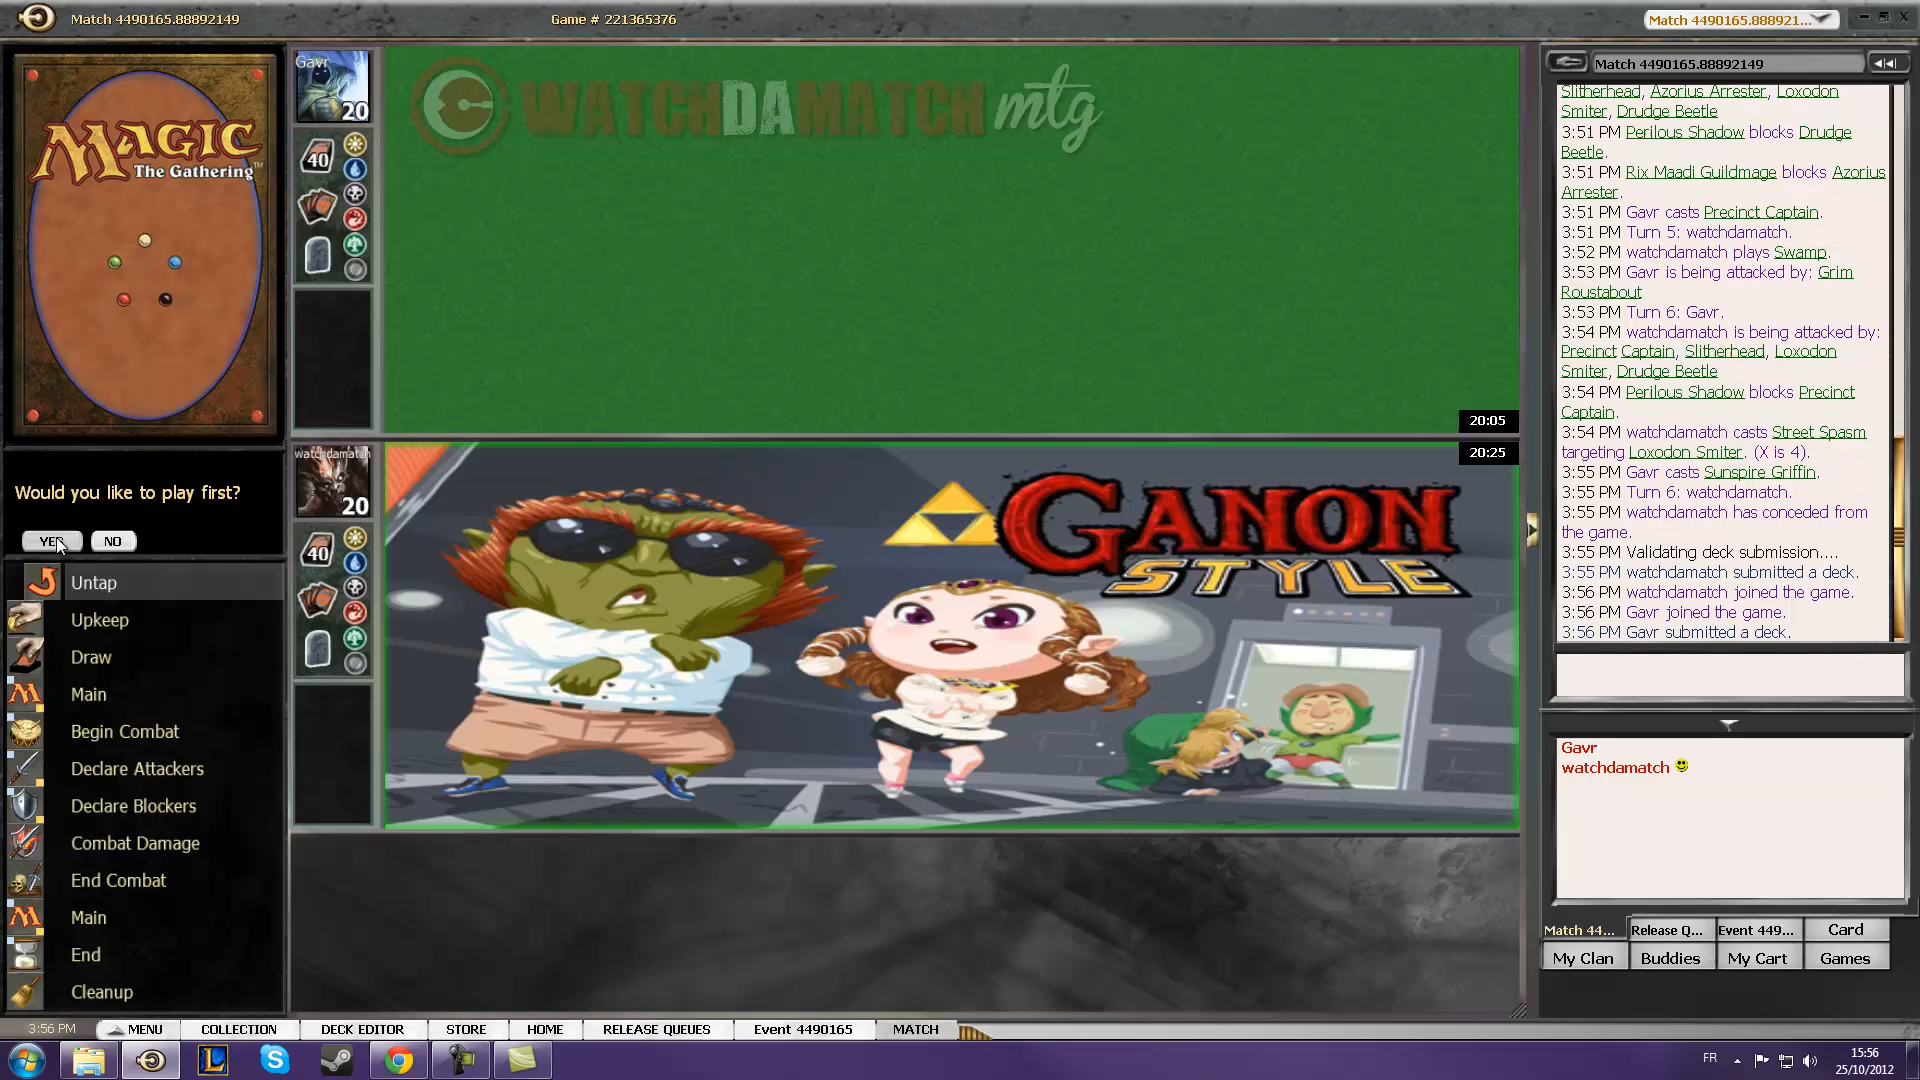 Match 4490165.88892149
Game # 221365376
Match 4490165.888921...
MAGIC
The Gathering™
Would you like to play first?
YES NO
Untap
Upkeep
Draw
Main
Begin Combat
Declare Attackers
Declare Blockers
Combat Damage
End Combat
Main
End
Cleanup
Gavr
20
40
WATCHDAMATCH mtg
20:05
watchdamatch
20
40
20:25
GANON
STYLE
Match 4490165.88892149
Slitherhead, Azorius Arrester, Loxodon
Smiter, Drudge Beetle
3:51 PM Perilous Shadow blocks Drudge
Beetle.
3:51 PM Rix Maadi Guildmage blocks Azorius
Arrester.
3:51 PM Gavr casts Precinct Captain.
3:51 PM Turn 5: watchdamatch.
3:52 PM watchdamatch plays Swamp.
3:53 PM Gavr is being attacked by: Grim
Roustabout
3:53 PM Turn 6: Gavr.
3:54 PM watchdamatch is being attacked by:
Precinct Captain, Slitherhead, Loxodon
Smiter, Drudge Beetle
3:54 PM Perilous Shadow blocks Precinct
Captain.
3:54 PM watchdamatch casts Street Spasm
targeting Loxodon Smiter. (X is 4).
3:55 PM Gavr casts Sunspire Griffin.
3:55 PM Turn 6: watchdamatch.
3:55 PM watchdamatch has conceded from
the game.
3:55 PM Validating deck submission....
3:55 PM watchdamatch submitted a deck.
3:56 PM watchdamatch joined the game.
3:56 PM Gavr joined the game.
3:56 PM Gavr submitted a deck.
Gavr
watchdamatch
Match 44... Release Q... Event 449... Card
My Clan Buddies My Cart Games
3:56 PM MENU COLLECTION DECK EDITOR STORE HOME RELEASE QUEUES Event 4490165 MATCH
FR
15:56
25/10/2012